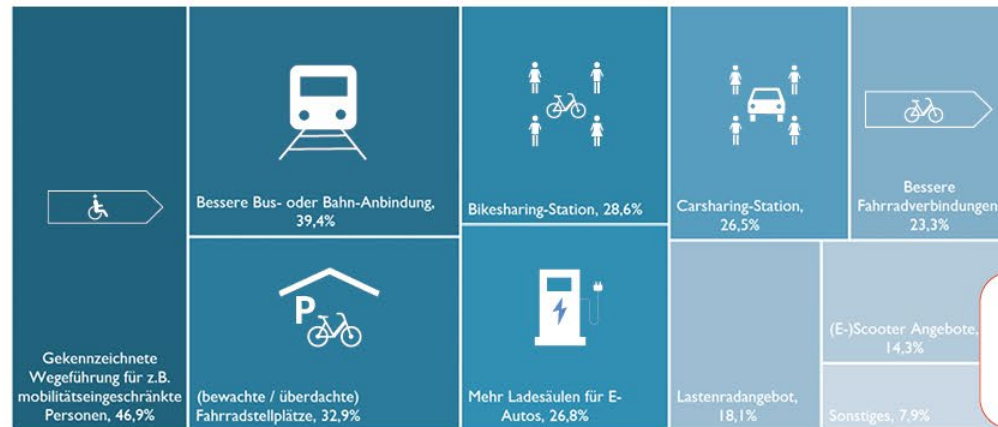 Gekennzeichnete
Wegeführung für z.B.
mobilitätseingeschränkte
Personen, 46,9%
Bessere Bus- oder Bahn-Anbindung,
39,4%
P
(bewachte / überdachte)
Fahrradstellplätze, 32,9%
Bikesharing-Station, 28,6%
Mehr Ladesäulen für E-
Autos, 26,8%
Carsharing-Station,
26,5%
Bessere
Fahrradverbindungen
23,3%
Lastenradangebot,
18,1%
(E-)Scooter Angebote,
14,3%
Sonstiges, 7,9%